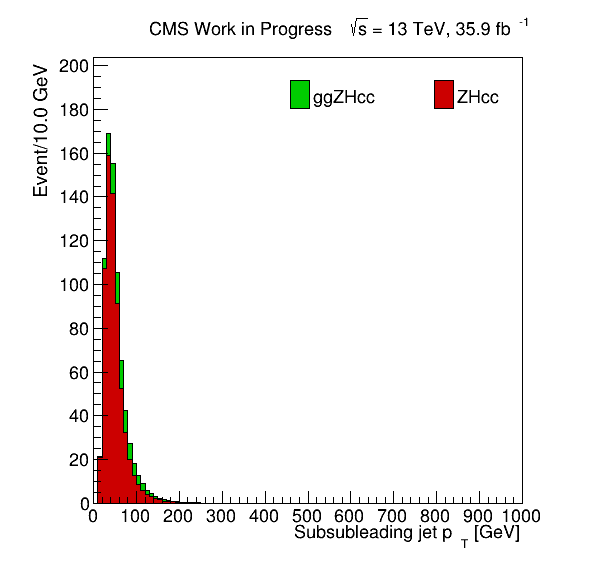 CMS Work in Progress √s = 13 TeV, 35.9 fb -1
Event/10.0 GeV
ggZHcc ZHcc
200
180
160
140
120
100
80
60
40
20
0
0 100 200 300 400 500 600 700 800 900 1000
Subsubleading jet p T [GeV]